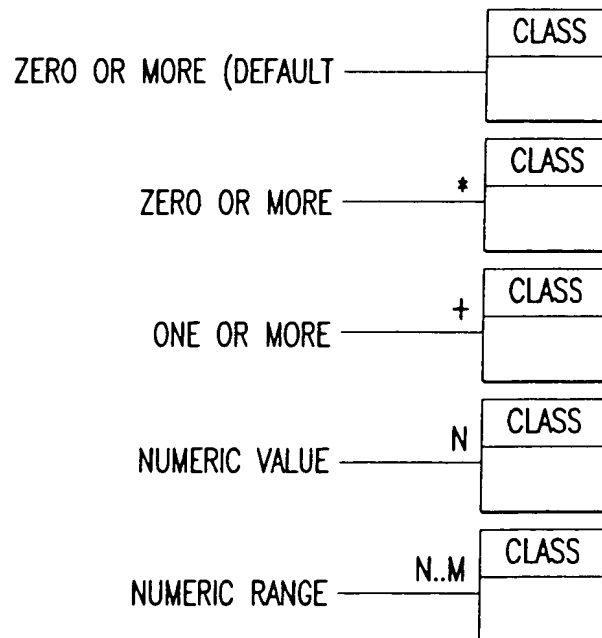 CLASS
ZERO OR MORE (DEFAULT
CLASS
*
ZERO OR MORE
CLASS
+
ONE OR MORE
CLASS
N
NUMERIC VALUE
CLASS
N..M
NUMERIC RANGE